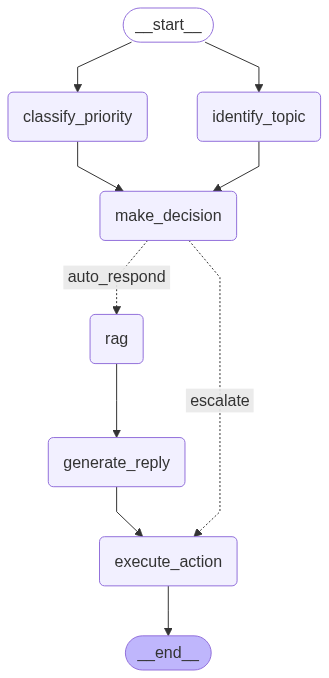 __start__
classify_priority
identify_topic
make_decision
auto_respond
rag
escalate
generate_reply
execute_action
__end__